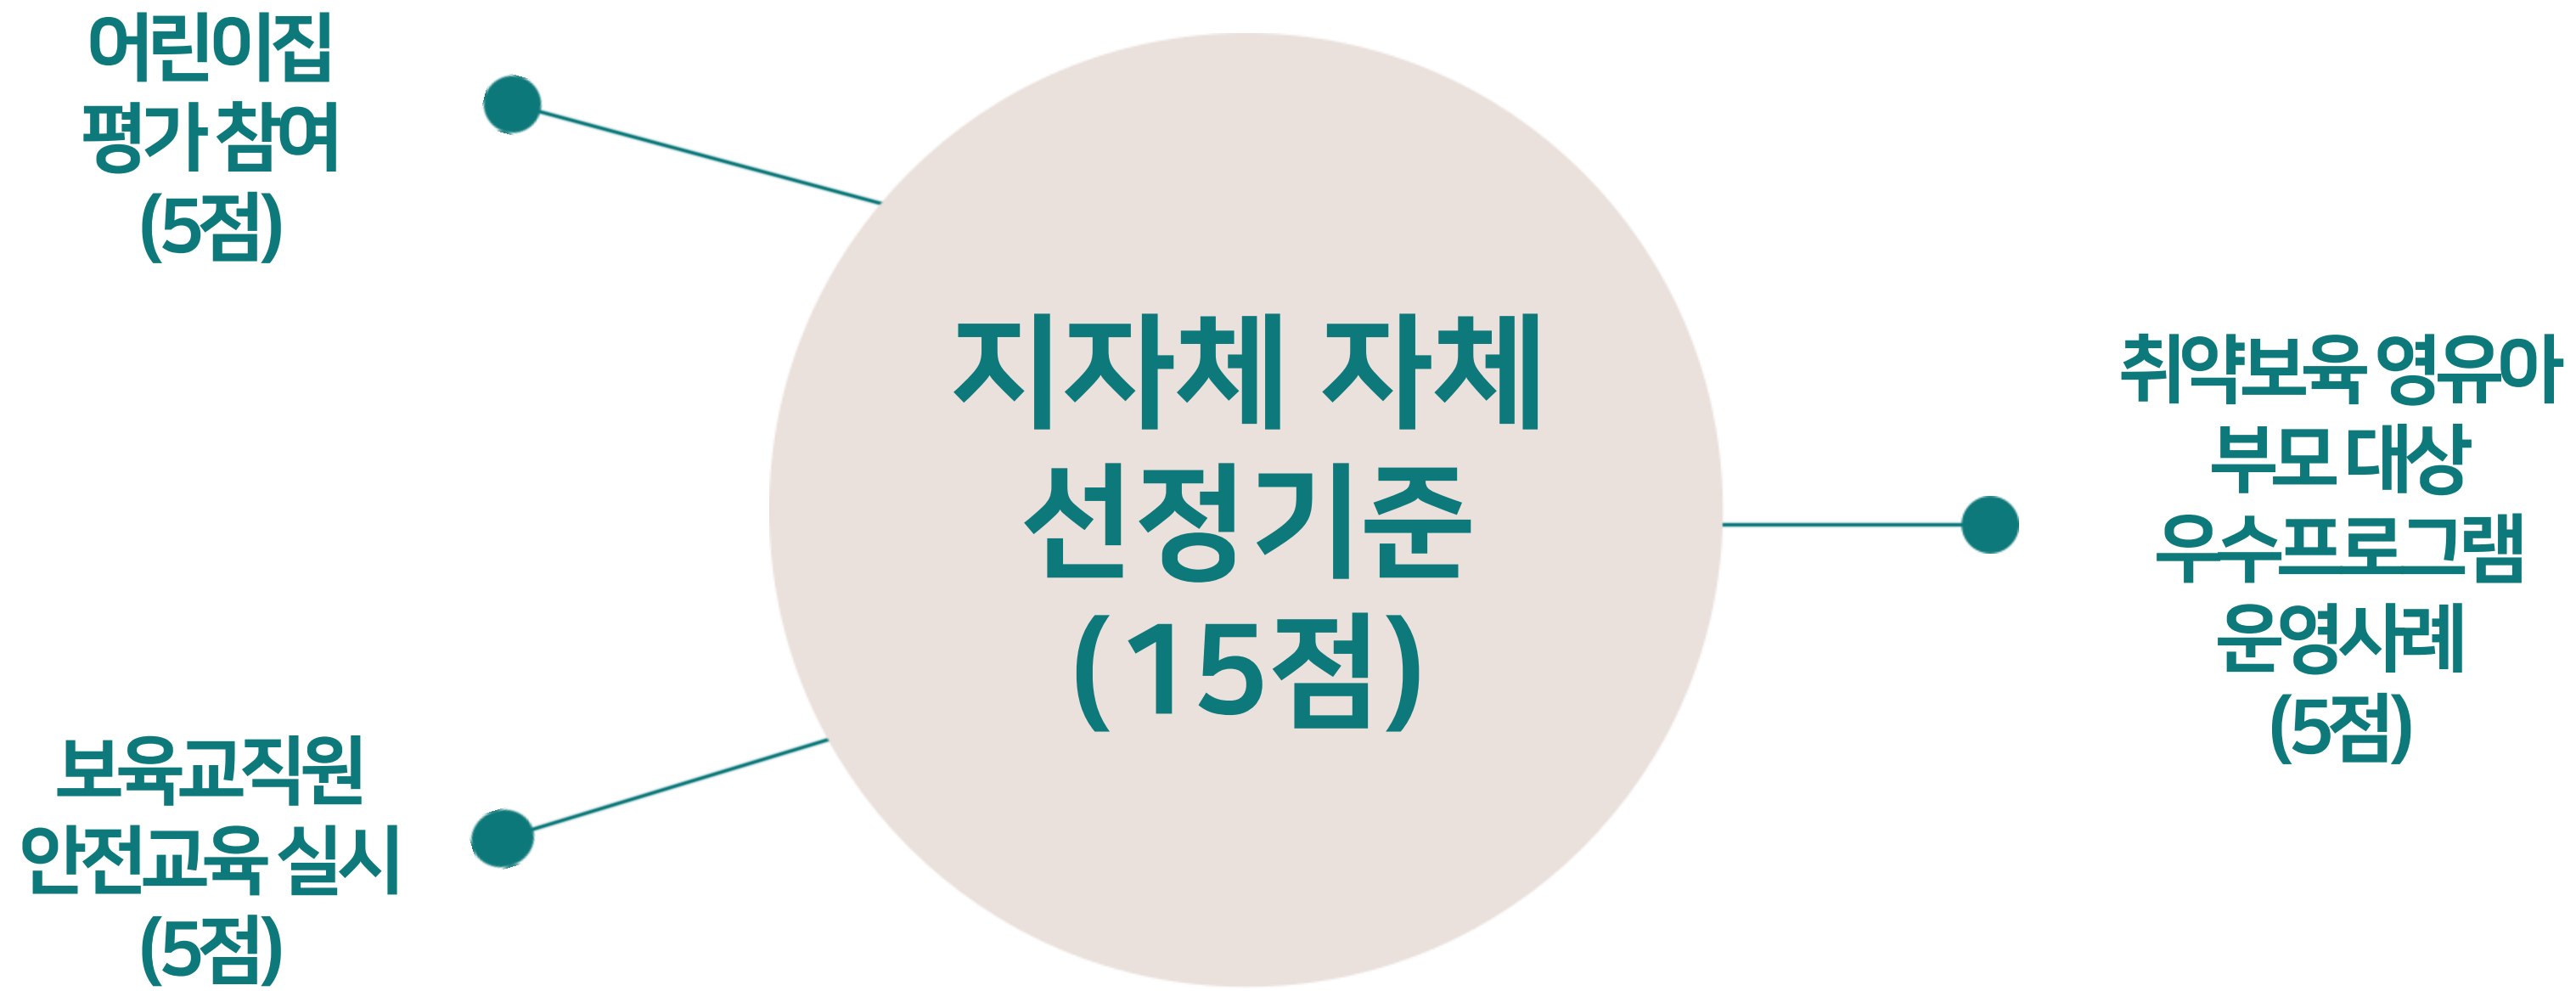 어린이집
평가 참여
(5점)
지자체 자체
선정기준
(15점)
취약보육 영유아
부모 대상
우수프로그램
운영사례
(5점)
보육교직원
안전교육 실시
(5점)